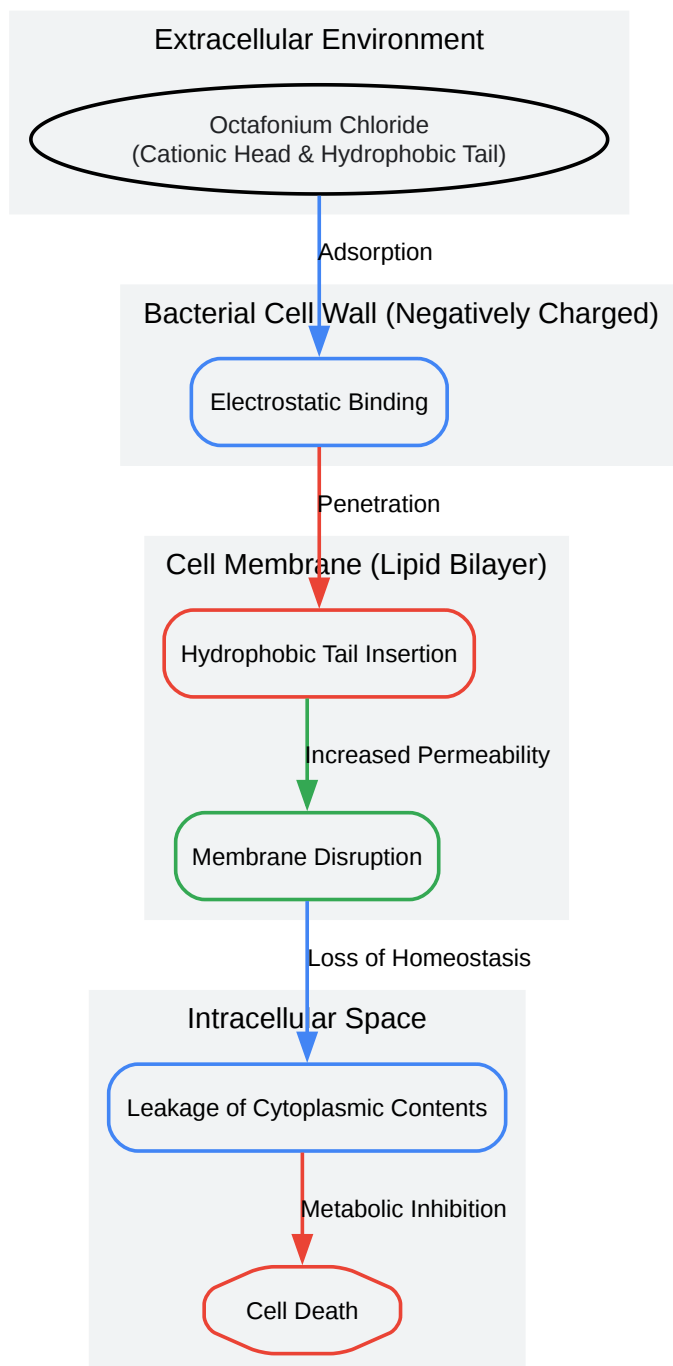 Extracellular Environment
Octafonium Chloride
(Cationic Head & Hydrophobic Tail)
Adsorption
Bacterial Cell Wall (Negatively Charged)
Electrostatic Binding
Penetration
Cell Membrane (Lipid Bilayer)
Hydrophobic Tail Insertion
Increased Permeability
Membrane Disruption
Loss of Homeostasis
Intracellular Space
Leakage of Cytoplasmic Contents
Metabolic Inhibition
Cell Death